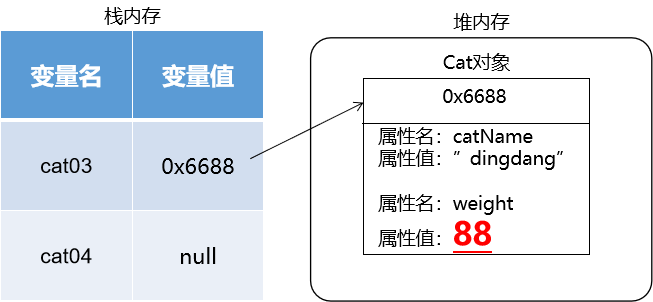 栈内存
变量名 变量值
cat03 0x6688
cat04 null
堆内存
Cat对象
0x6688
属性名：catName
属性值：”dingdang”
属性名：weight
属性值：88